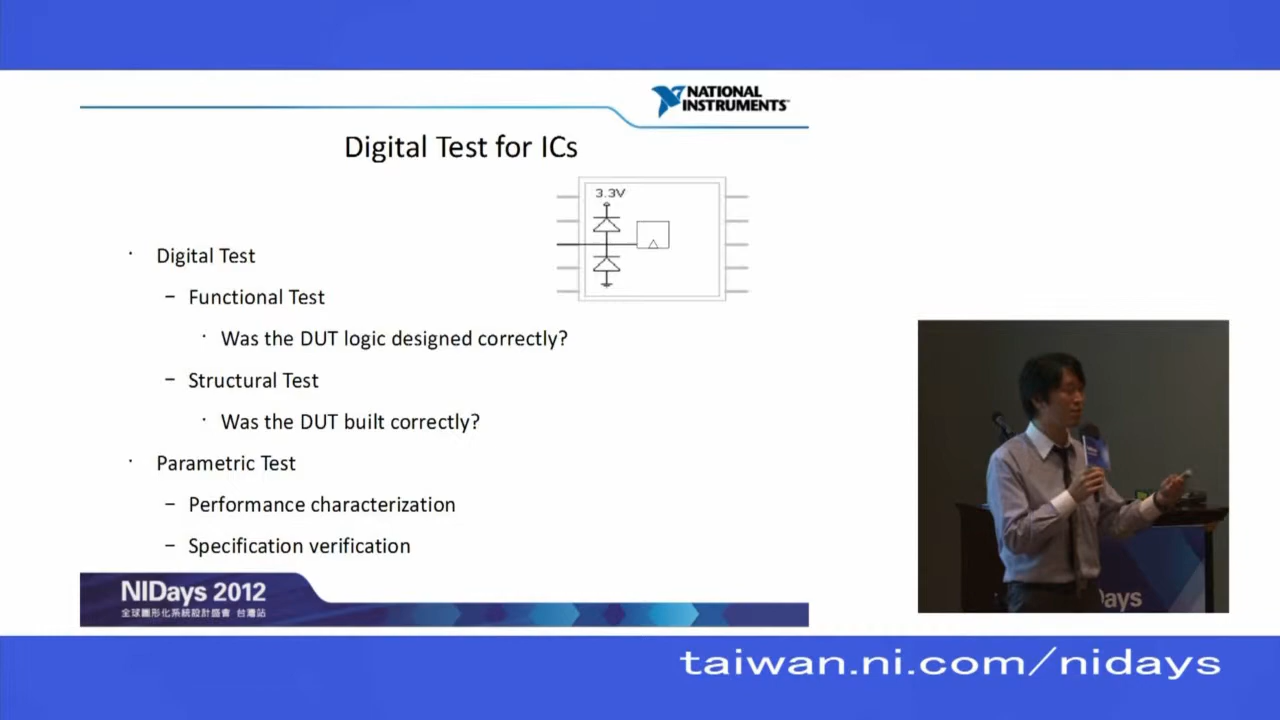 NATIONAL
INSTRUMENTS
Digital Test for ICs
3.3V
· Digital Test
– Functional Test
· Was the DUT logic designed correctly?
– Structural Test
· Was the DUT built correctly?
· Parametric Test
– Performance characterization
– Specification verification
NIDays 2012
全球圖形化系統設計盛會 台灣站
ays
taiwan.ni.com/nidays